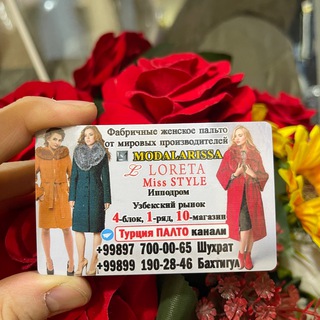 Фабричные женское пальто
от мировых производителей
MODALARISSA
L LORETA
Miss STYLE
Ипподром
Узбекский рынок
4-блок, 1-ряд, 10-магазин
Турция ПАЛТО канали
+99897 700-00-65 Шухрат
+99899 190-28-46 Бахтигул